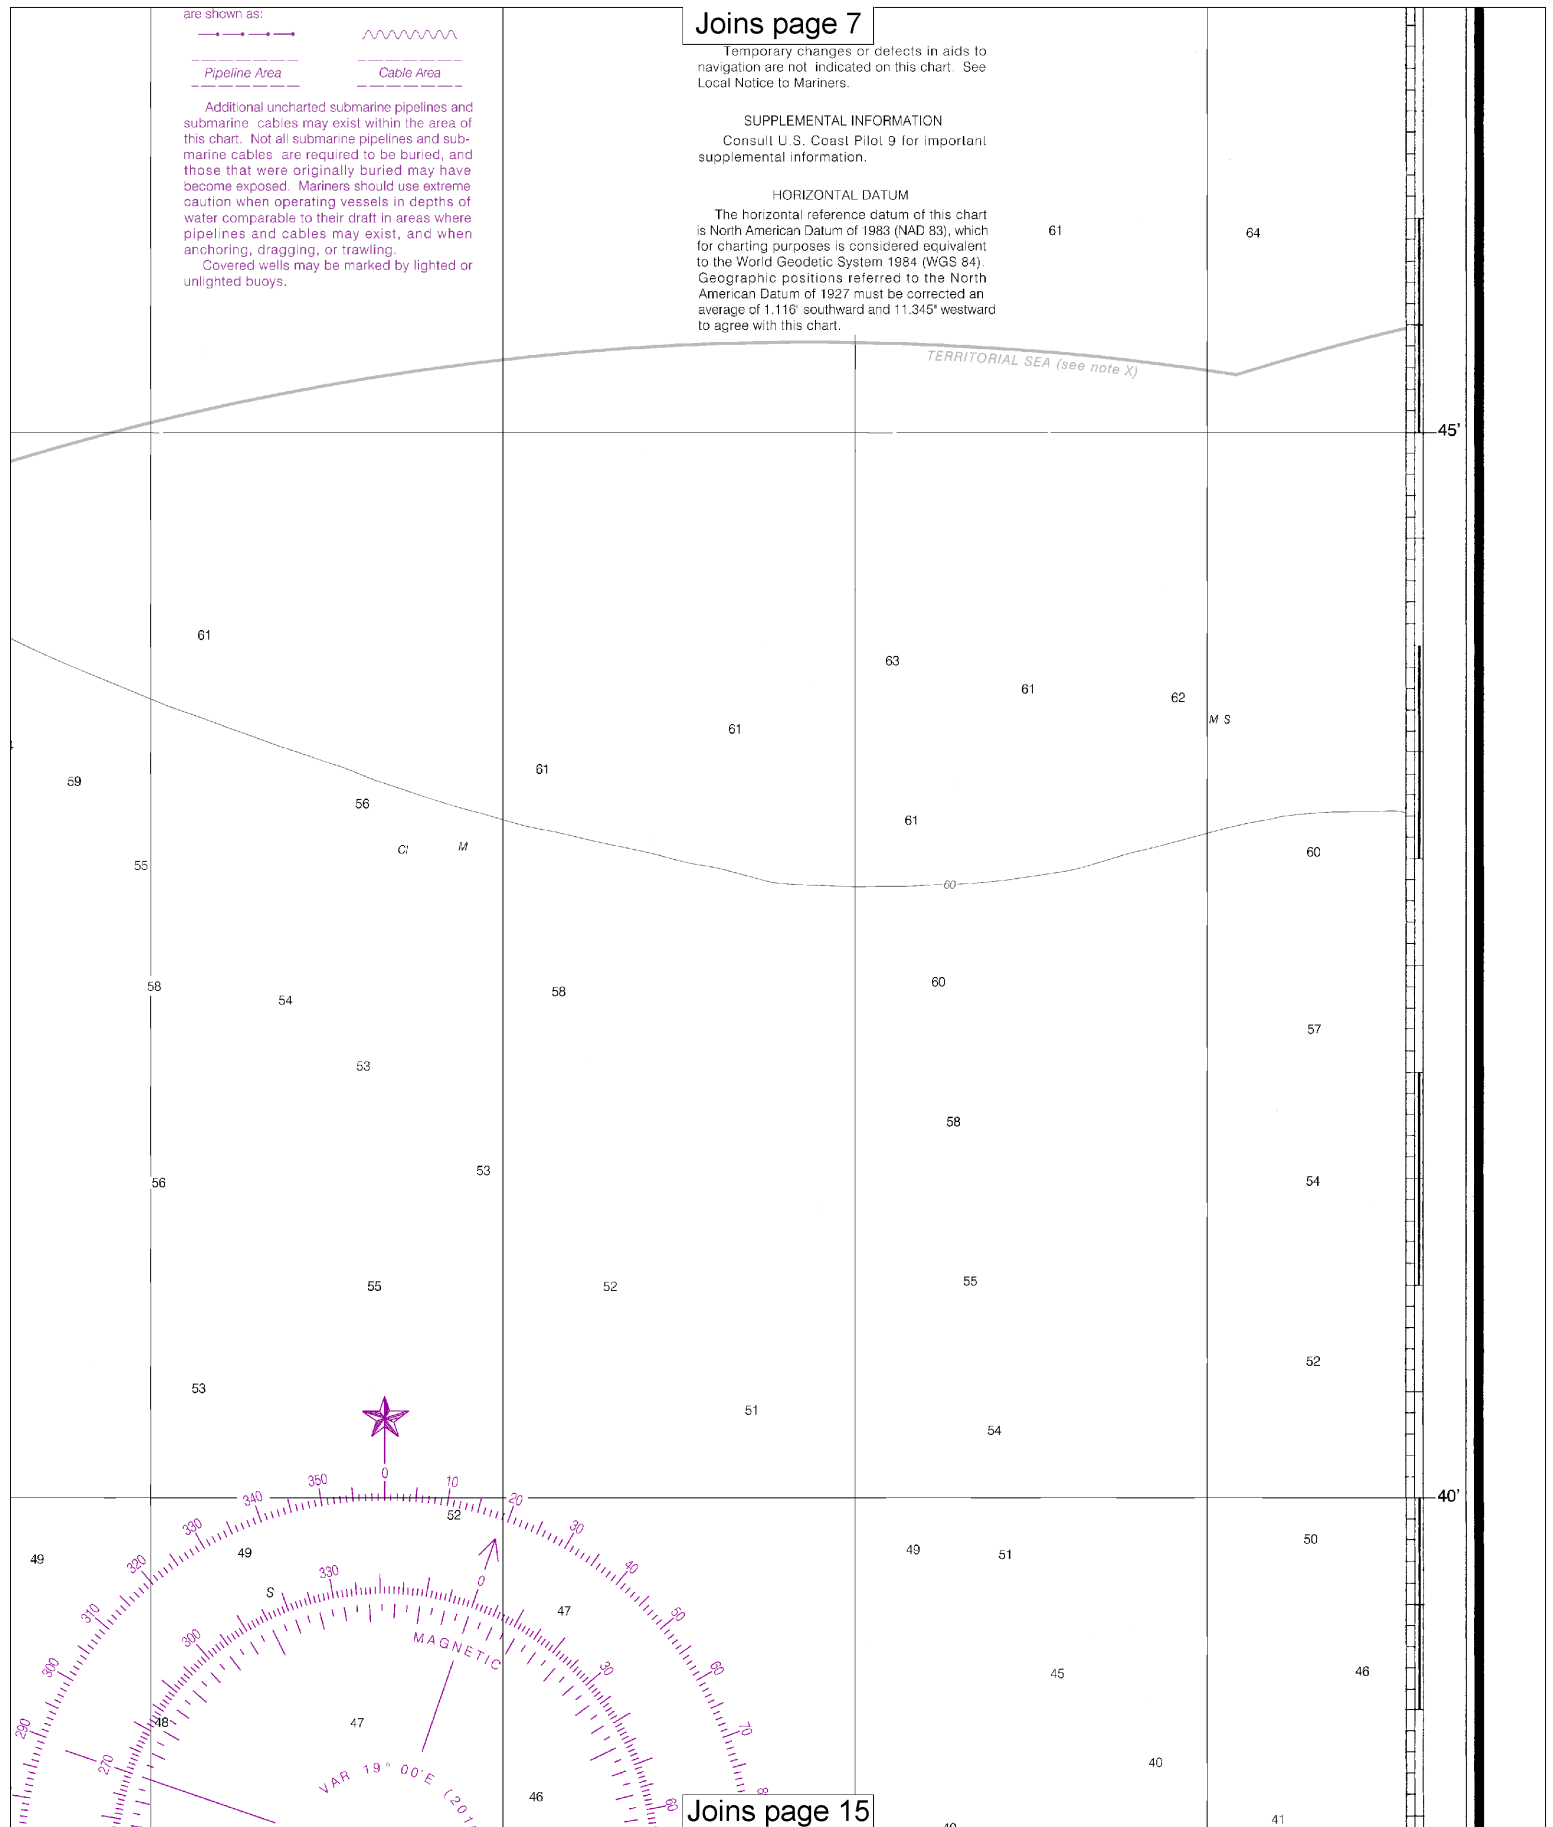 are shown as:
Joins page 7
Pipeline Area
Cable Area
Additional uncharted submarine pipelines and
submarine cables may exist within the area of
this chart. Not all submarine pipelines and sub-
marine cables are required to be buried, and
those that were originally buried may have
become exposed. Mariners should use extreme
caution when operating vessels in depths of
water comparable to their draft in areas where
pipelines and cables may exist, and when
anchoring, dragging, or trawling.
Covered wells may be marked by lighted or
unlighted buoys.
Temporary changes or defects in aids to
navigation are not indicated on this chart. See
Local Notice to Mariners.
SUPPLEMENTAL INFORMATION
Consult U.S. Coast Pilot 9 for important
supplemental information.
HORIZONTAL DATUM
The horizontal reference datum of this chart
is North American Datum of 1983 (NAD 83), which
for charting purposes is considered equivalent
to the World Geodetic System 1984 (WGS 84).
Geographic positions referred to the North
American Datum of 1927 must be corrected an
average of 1.116' southward and 11.345" westward
to agree with this chart.
61
64
TERRITORIAL SEA (see note X)
45'
61
63
61
62
M S
61
61
59
56
61
Cl
M
60
55
60
58
54
58
60
57
53
58
53
56
54
55
52
55
52
53
51
54
0
350
10
340
20
40'
52
330
30
50
49
49
49
51
320
40
330
0
S
47
310
50
300
MAGNETIC
300
30
60
45
46
290
48
47
70
270
40
VAR 19° 00'E (201
46
60
8
Joins page 15
41